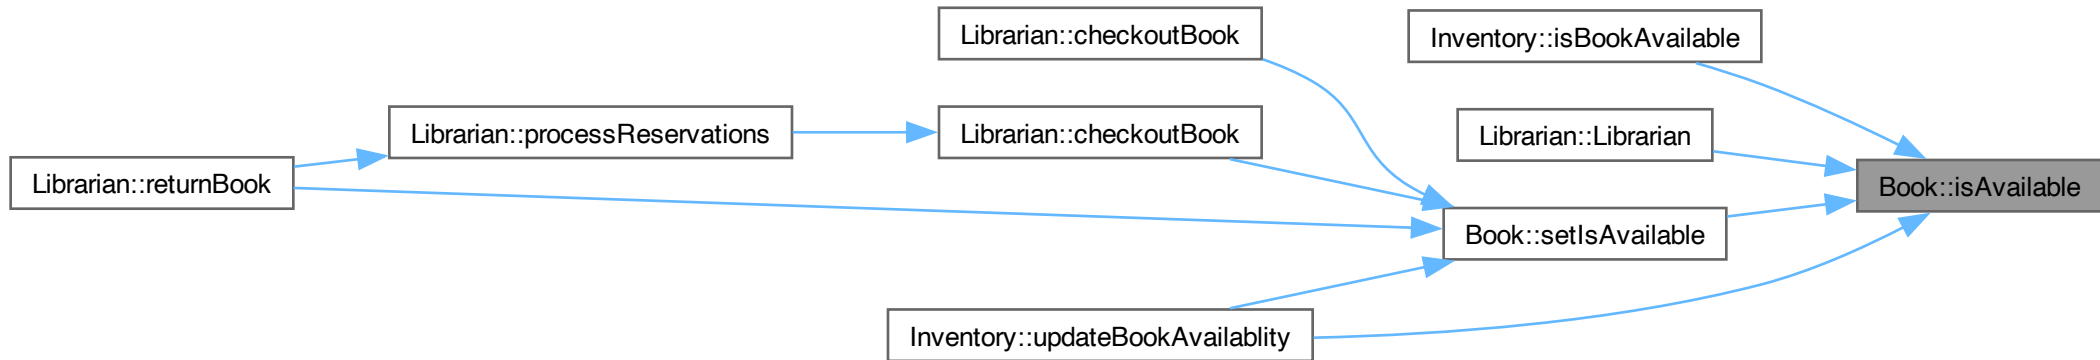 Librarian::checkoutBook
Inventory::isBookAvailable
Librarian::processReservations
Librarian::checkoutBook
Librarian::Librarian
Librarian::returnBook
Book::isAvailable
Book::setIsAvailable
Inventory::updateBookAvailablity